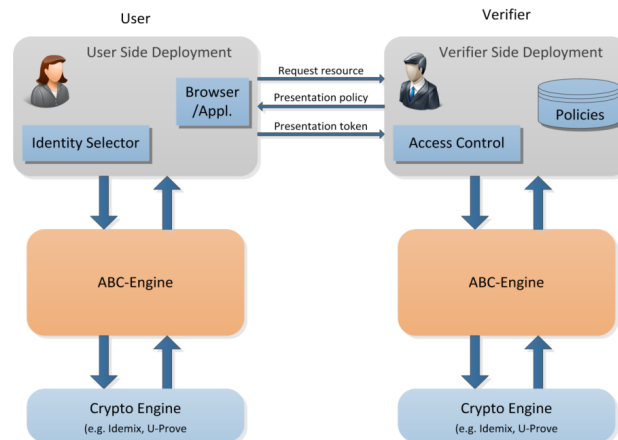 User
Verifier
User Side Deployment
Verifier Side Deployment
Request resource
Browser
/Appl.
Presentation policy
Policies
Presentation token
Identity Selector
Access Control
ABC-Engine
ABC-Engine
Crypto Engine
(e.g. Idemix, U-Prove
Crypto Engine
(e.g. Idemix, U-Prove